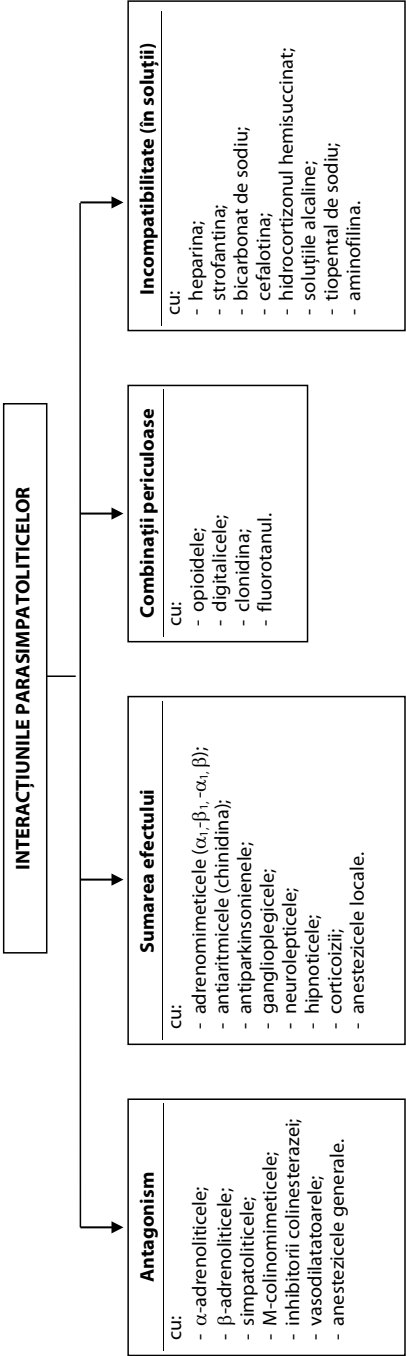 INTERACȚIUNILE PARASIMPATOLITICELOR
Antagonism
cu:
- α-adrenoliticele;
- β-adrenoliticele;
- simpatoliticele;
- M-colinomimeticele;
- inhibitorii colinesterazei;
- vasodilatatoarele;
- anestezicele generale.
Sumarea efectului
cu:
- adrenomimeticele (α₁,-β₁, -α₁, β);
- antiaritmicele (chinidina);
- antiparkinsonienele;
- ganglioplegicele;
- neurolepticele;
- hipnoticele;
- corticoizii;
- anestezicele locale.
Combinații periculoase
cu:
- opioidele;
- digitalicele;
- clonidina;
- fluorotanul.
Incompatibilitate (în soluții)
cu:
- heparina;
- strofantina;
- bicarbonat de sodiu;
- cefalotina;
- hidrocortizonul hemisuccinat;
- soluțiile alcaline;
- tiopental de sodiu;
- aminofilina.